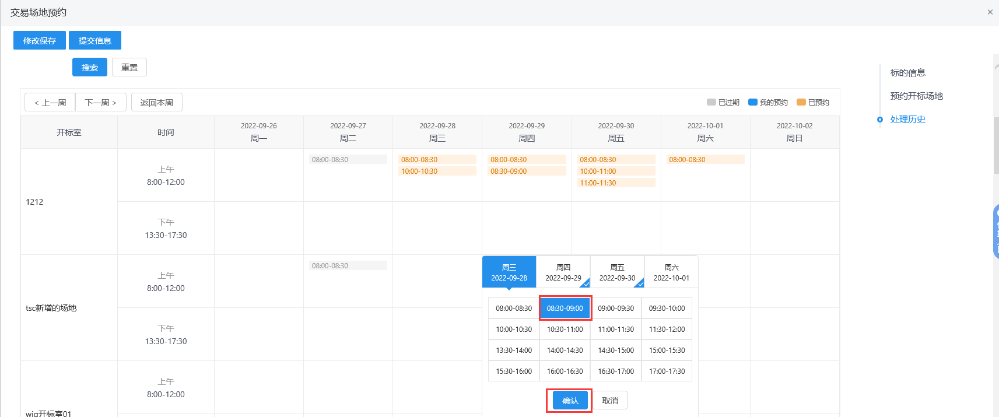 交易场地预约
×
修改保存 提交信息
搜索 重置
标的信息
预约开标场地
处理历史
< 上一周 下一周 > 返回本周
已过期 我的预约 已预约
开标室 时间
2022-09-26 2022-09-27 2022-09-28 2022-09-29 2022-09-30 2022-10-01 2022-10-02
周一 周二 周三 周四 周五 周六 周日
1212
上午
8:00-12:00
08:00-08:30 08:00-08:30 08:00-08:30 08:00-08:30 08:00-08:30
10:00-10:30 08:30-09:00 10:00-11:00
11:00-11:30
下午
13:30-17:30
tsc新增的场地
上午
8:00-12:00
08:00-08:30
下午
13:30-17:30
上午
8:00-12:00
wjq开标室01
周三 周四 周五 周六
2022-09-28 2022-09-29 2022-09-30 2022-10-01
08:00-08:30 08:30-09:00 09:00-09:30 09:30-10:00
10:00-10:30 10:30-11:00 11:00-11:30 11:30-12:00
13:30-14:00 14:00-14:30 14:30-15:00 15:00-15:30
15:30-16:00 16:00-16:30 16:30-17:00 17:00-17:30
确认 取消